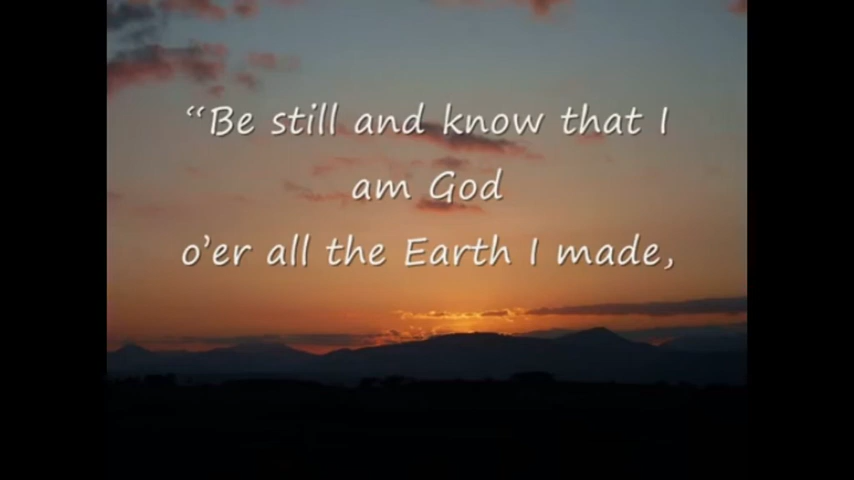 “Be still and know that I
am God
o’er all the Earth I made,